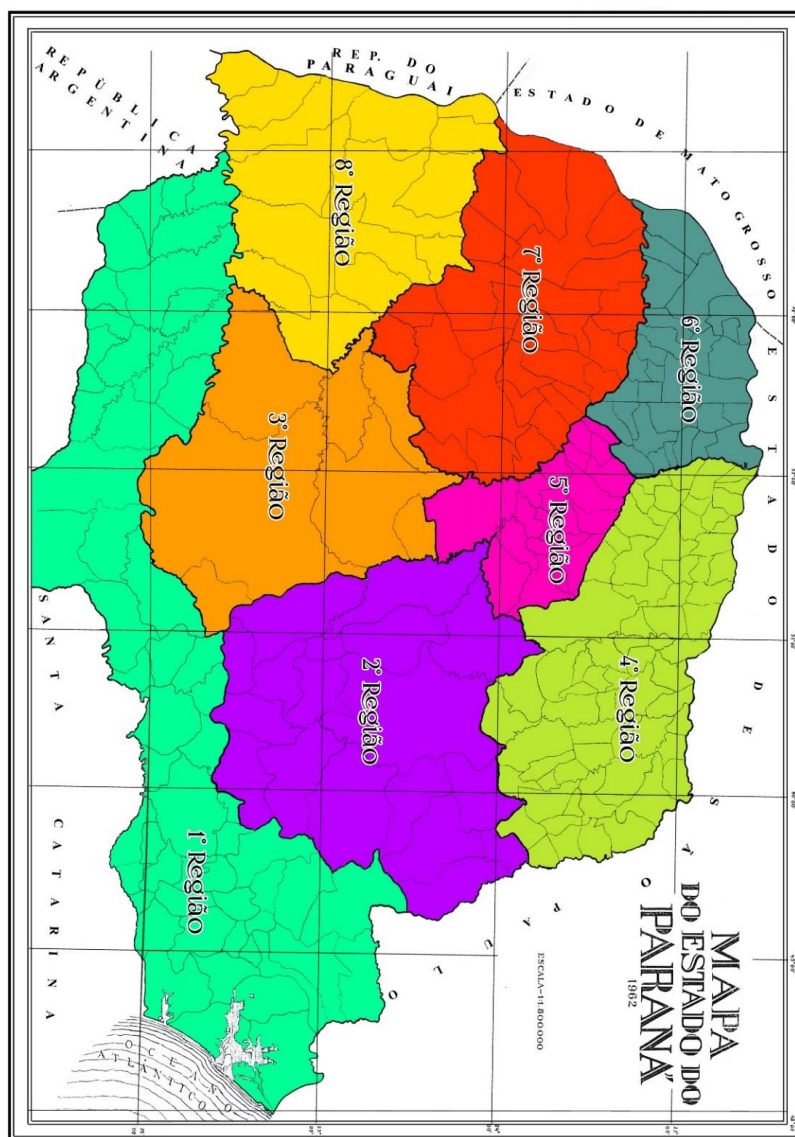 MAPA
DO ESTADO DO
PARANÁ
1962
ESCALA-1:1.800.000
REPÚBLICA
ARGENTINA
REP. DO
PARAGUAI
ESTADO DE MATO GROSSO
ESTADO DE SÃO PAULO
SANTA CATARINA
OCEANO
ATLÂNTICO
1ª Região
2ª Região
3ª Região
4ª Região
5ª Região
6ª Região
7ª Região
8ª Região